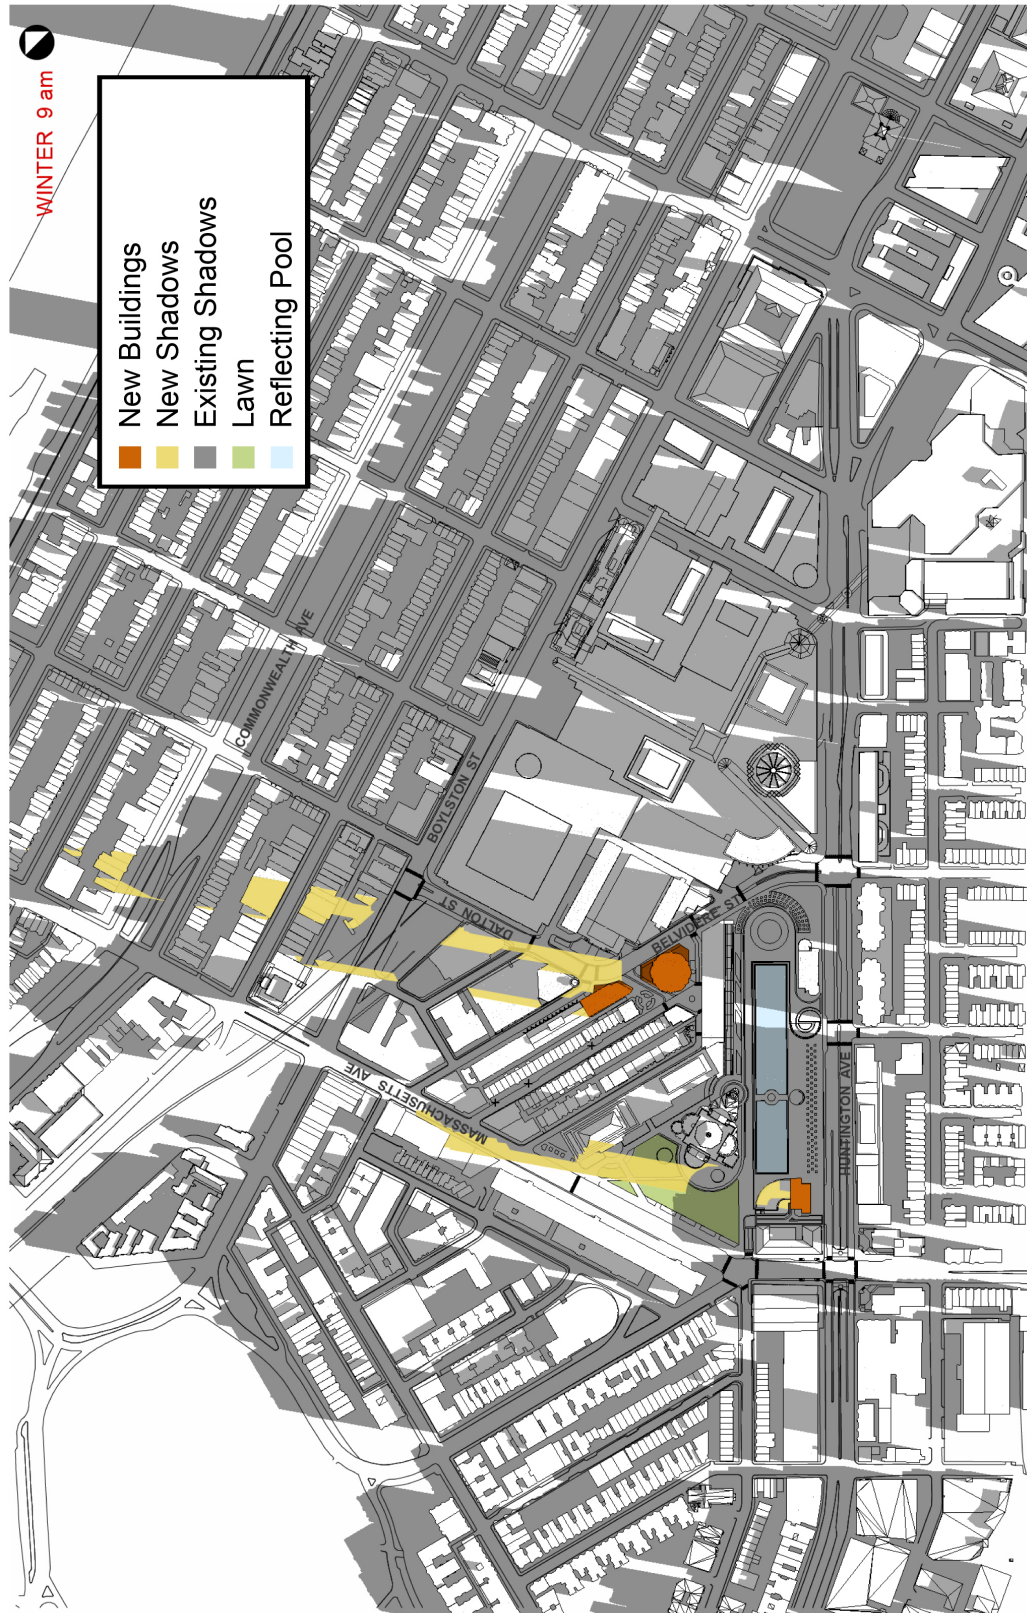 WINTER 9 am
New Buildings
New Shadows
Existing Shadows
Lawn
Reflecting Pool
COMMONWEALTH AVE
BOYLSTON ST
DALTON ST
BELVIDERE ST
MASSACHUSETTS AVE
HUNTINGTON AVE